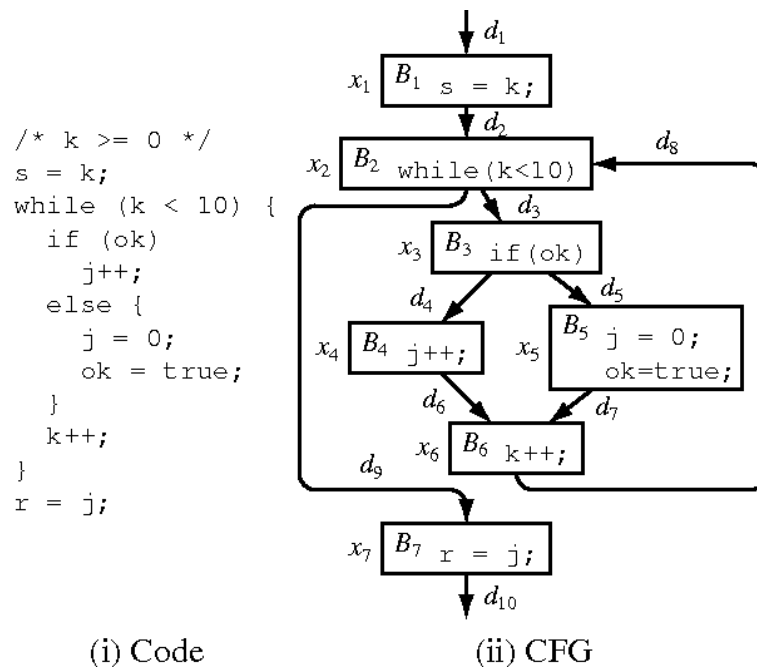 /* k >= 0 */
s = k;
while (k < 10) {
if (ok)
j++;
else {
j = 0;
ok = true;
}
k++;
}
r = j;
(i) Code
d1
x1 B1 s = k;
d2
x2 B2 while(k<10)
d8
d3
x3 B3 if(ok)
d4
d5
x4 B4 j++;
x5 B5 j = 0;
ok=true;
d6
d7
x6 B6 k++;
d9
x7 B7 r = j;
d10
(ii) CFG